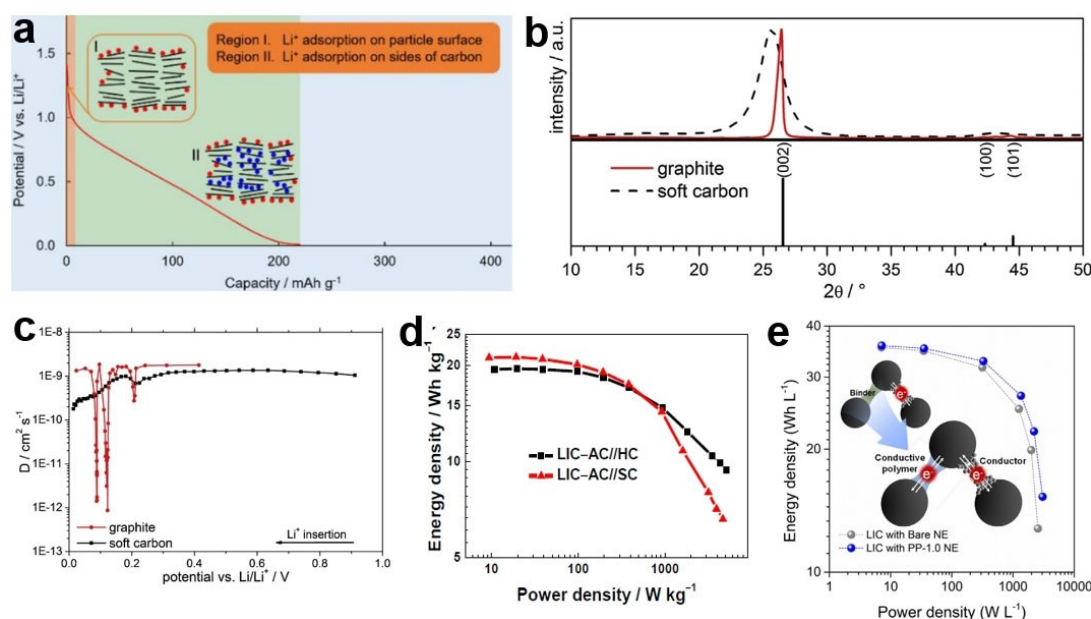 a
Region I. Li⁺ adsorption on particle surface
Region II. Li⁺ adsorption on sides of carbon
I
II
Potential / V vs. Li/Li⁺
1.5
1.0
0.5
0.0
0
100
200
300
400
Capacity / mAh g⁻¹
b
intensity / a.u.
graphite
soft carbon
(002)
(100)
(101)
10 15 20 25 30 35 40 45 50
2θ / °
c
D / cm² s⁻¹
1E-8
1E-9
1E-10
1E-11
1E-12
1E-13
graphite
soft carbon
Li⁺ insertion
0.0 0.2 0.4 0.6 0.8 1.0
potential vs. Li/Li⁺ / V
d
Energy density / Wh kg⁻¹
25
20
15
10
5
LIC–AC//HC
LIC–AC//SC
10 100 1000
Power density / W kg⁻¹
e
Energy density (Wh L⁻¹)
40
30
20
10
Binder
e⁻
Conductive
polymer
e⁻
e⁻
Conductor
LIC with Bare NE
LIC with PP-1.0 NE
1 10 100 1000 10000
Power density (W L⁻¹)